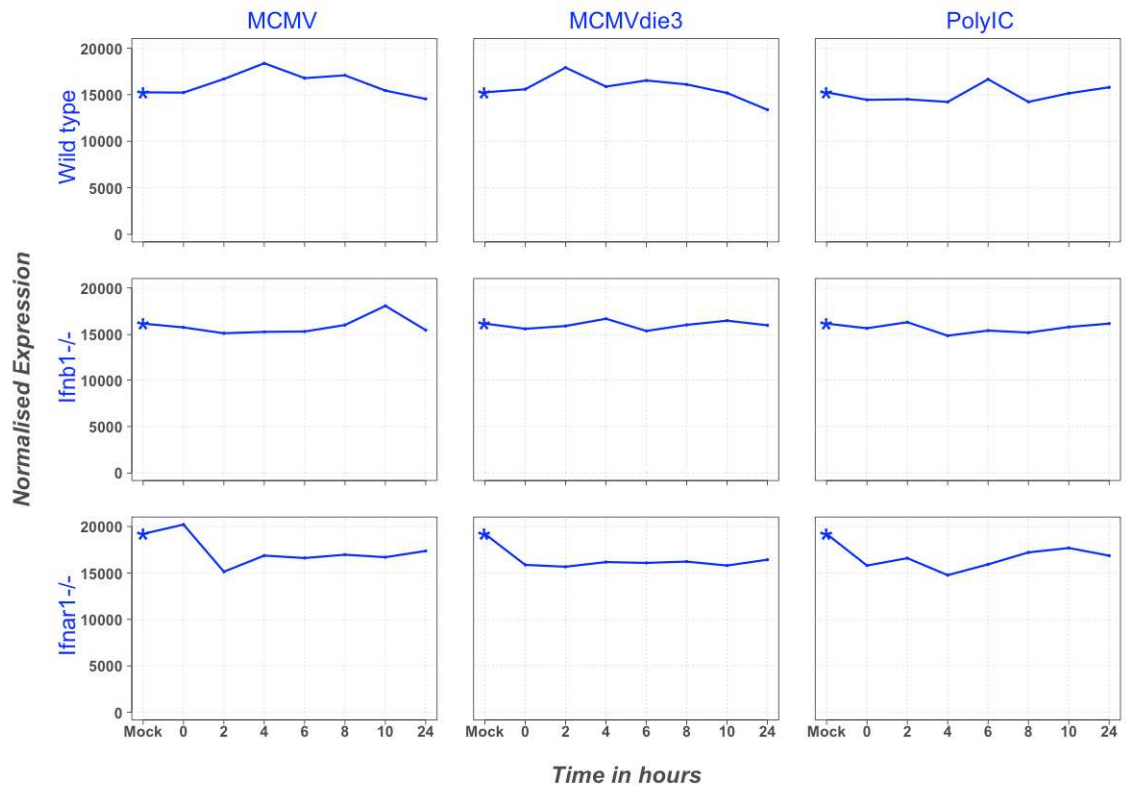 MCMV MCMVdie3 PolyIC
Normalised Expression
Wild type
20000
15000
10000
5000
0
Ifnb1-/-
20000
15000
10000
5000
0
Ifnar1-/-
20000
15000
10000
5000
0
Mock 0 2 4 6 8 10 24 Mock 0 2 4 6 8 10 24 Mock 0 2 4 6 8 10 24
Time in hours